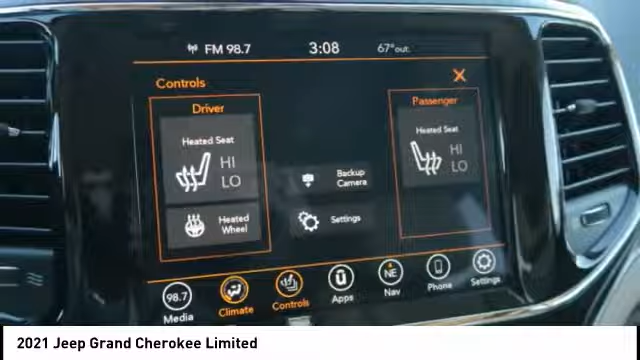 FM 98.7 3:08 67° out.
Controls
Driver
Passenger
Heated Seat
HI
LO
Heated Wheel
Backup Camera
Settings
Heated Seat
HI
LO
98.7
Media
Climate
Controls
Apps
NE
Nav
Phone
Settings
2021 Jeep Grand Cherokee Limited